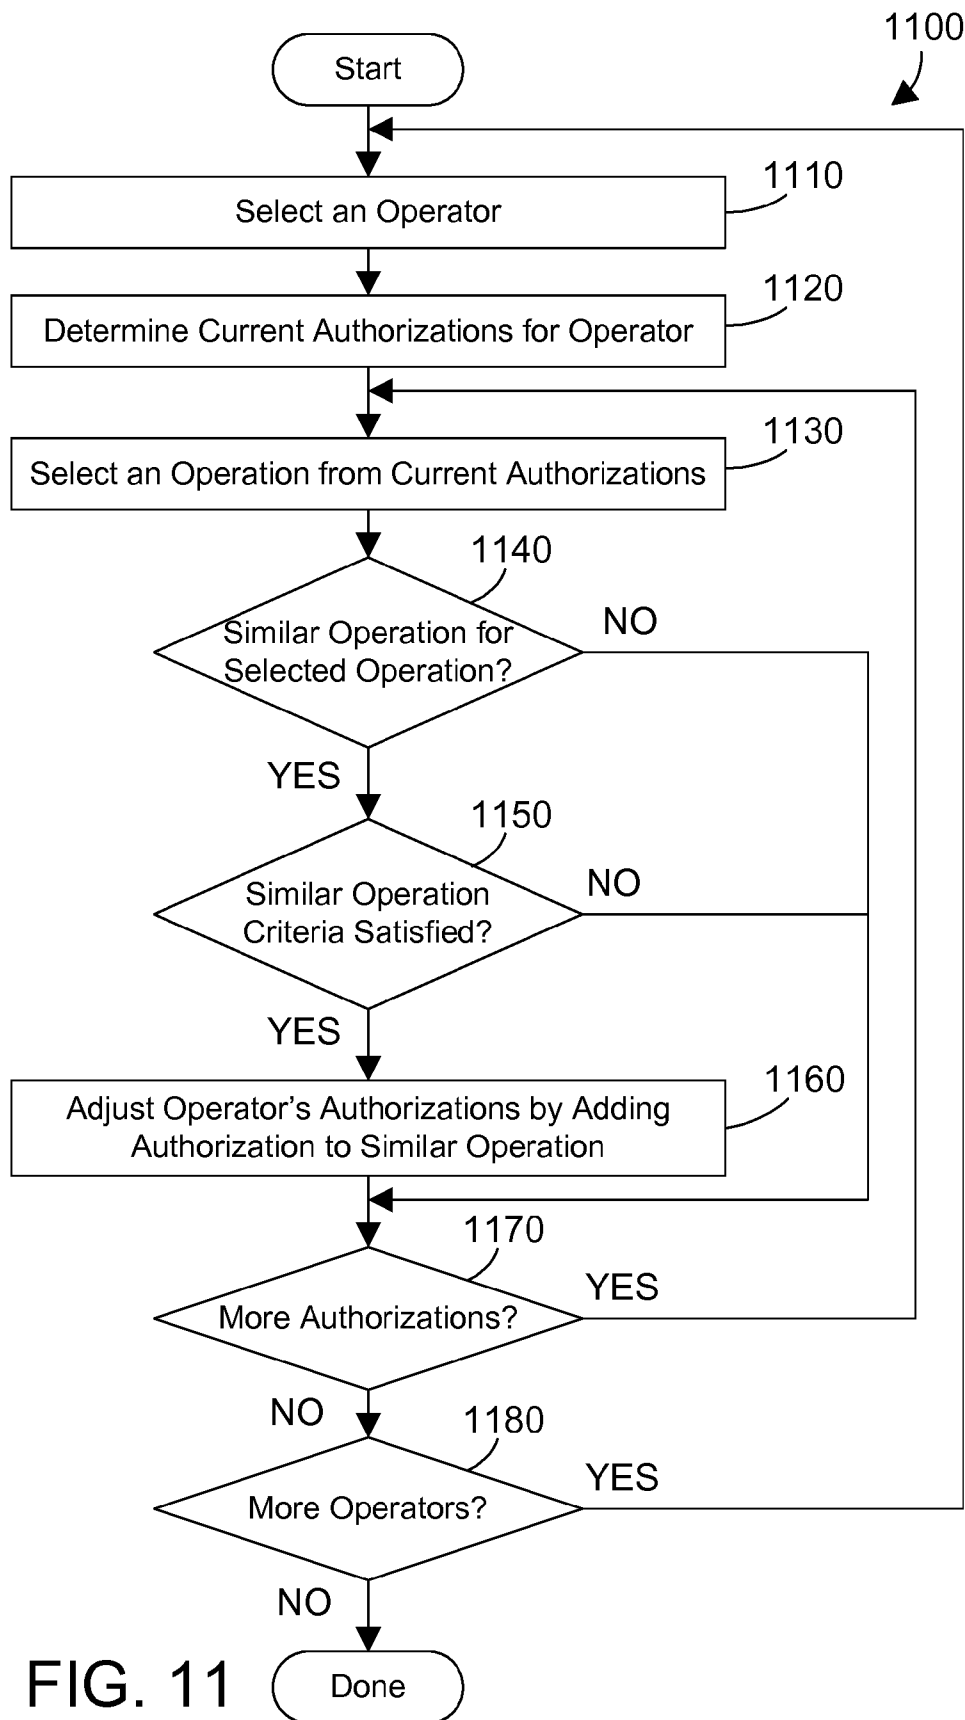 1100
Start
1110
Select an Operator
1120
Determine Current Authorizations for Operator
1130
Select an Operation from Current Authorizations
1140
Similar Operation for
Selected Operation?
NO
YES
1150
Similar Operation
Criteria Satisfied?
NO
YES
1160
Adjust Operator's Authorizations by Adding
Authorization to Similar Operation
1170
More Authorizations?
YES
NO
1180
More Operators?
YES
NO
Done
FIG. 11